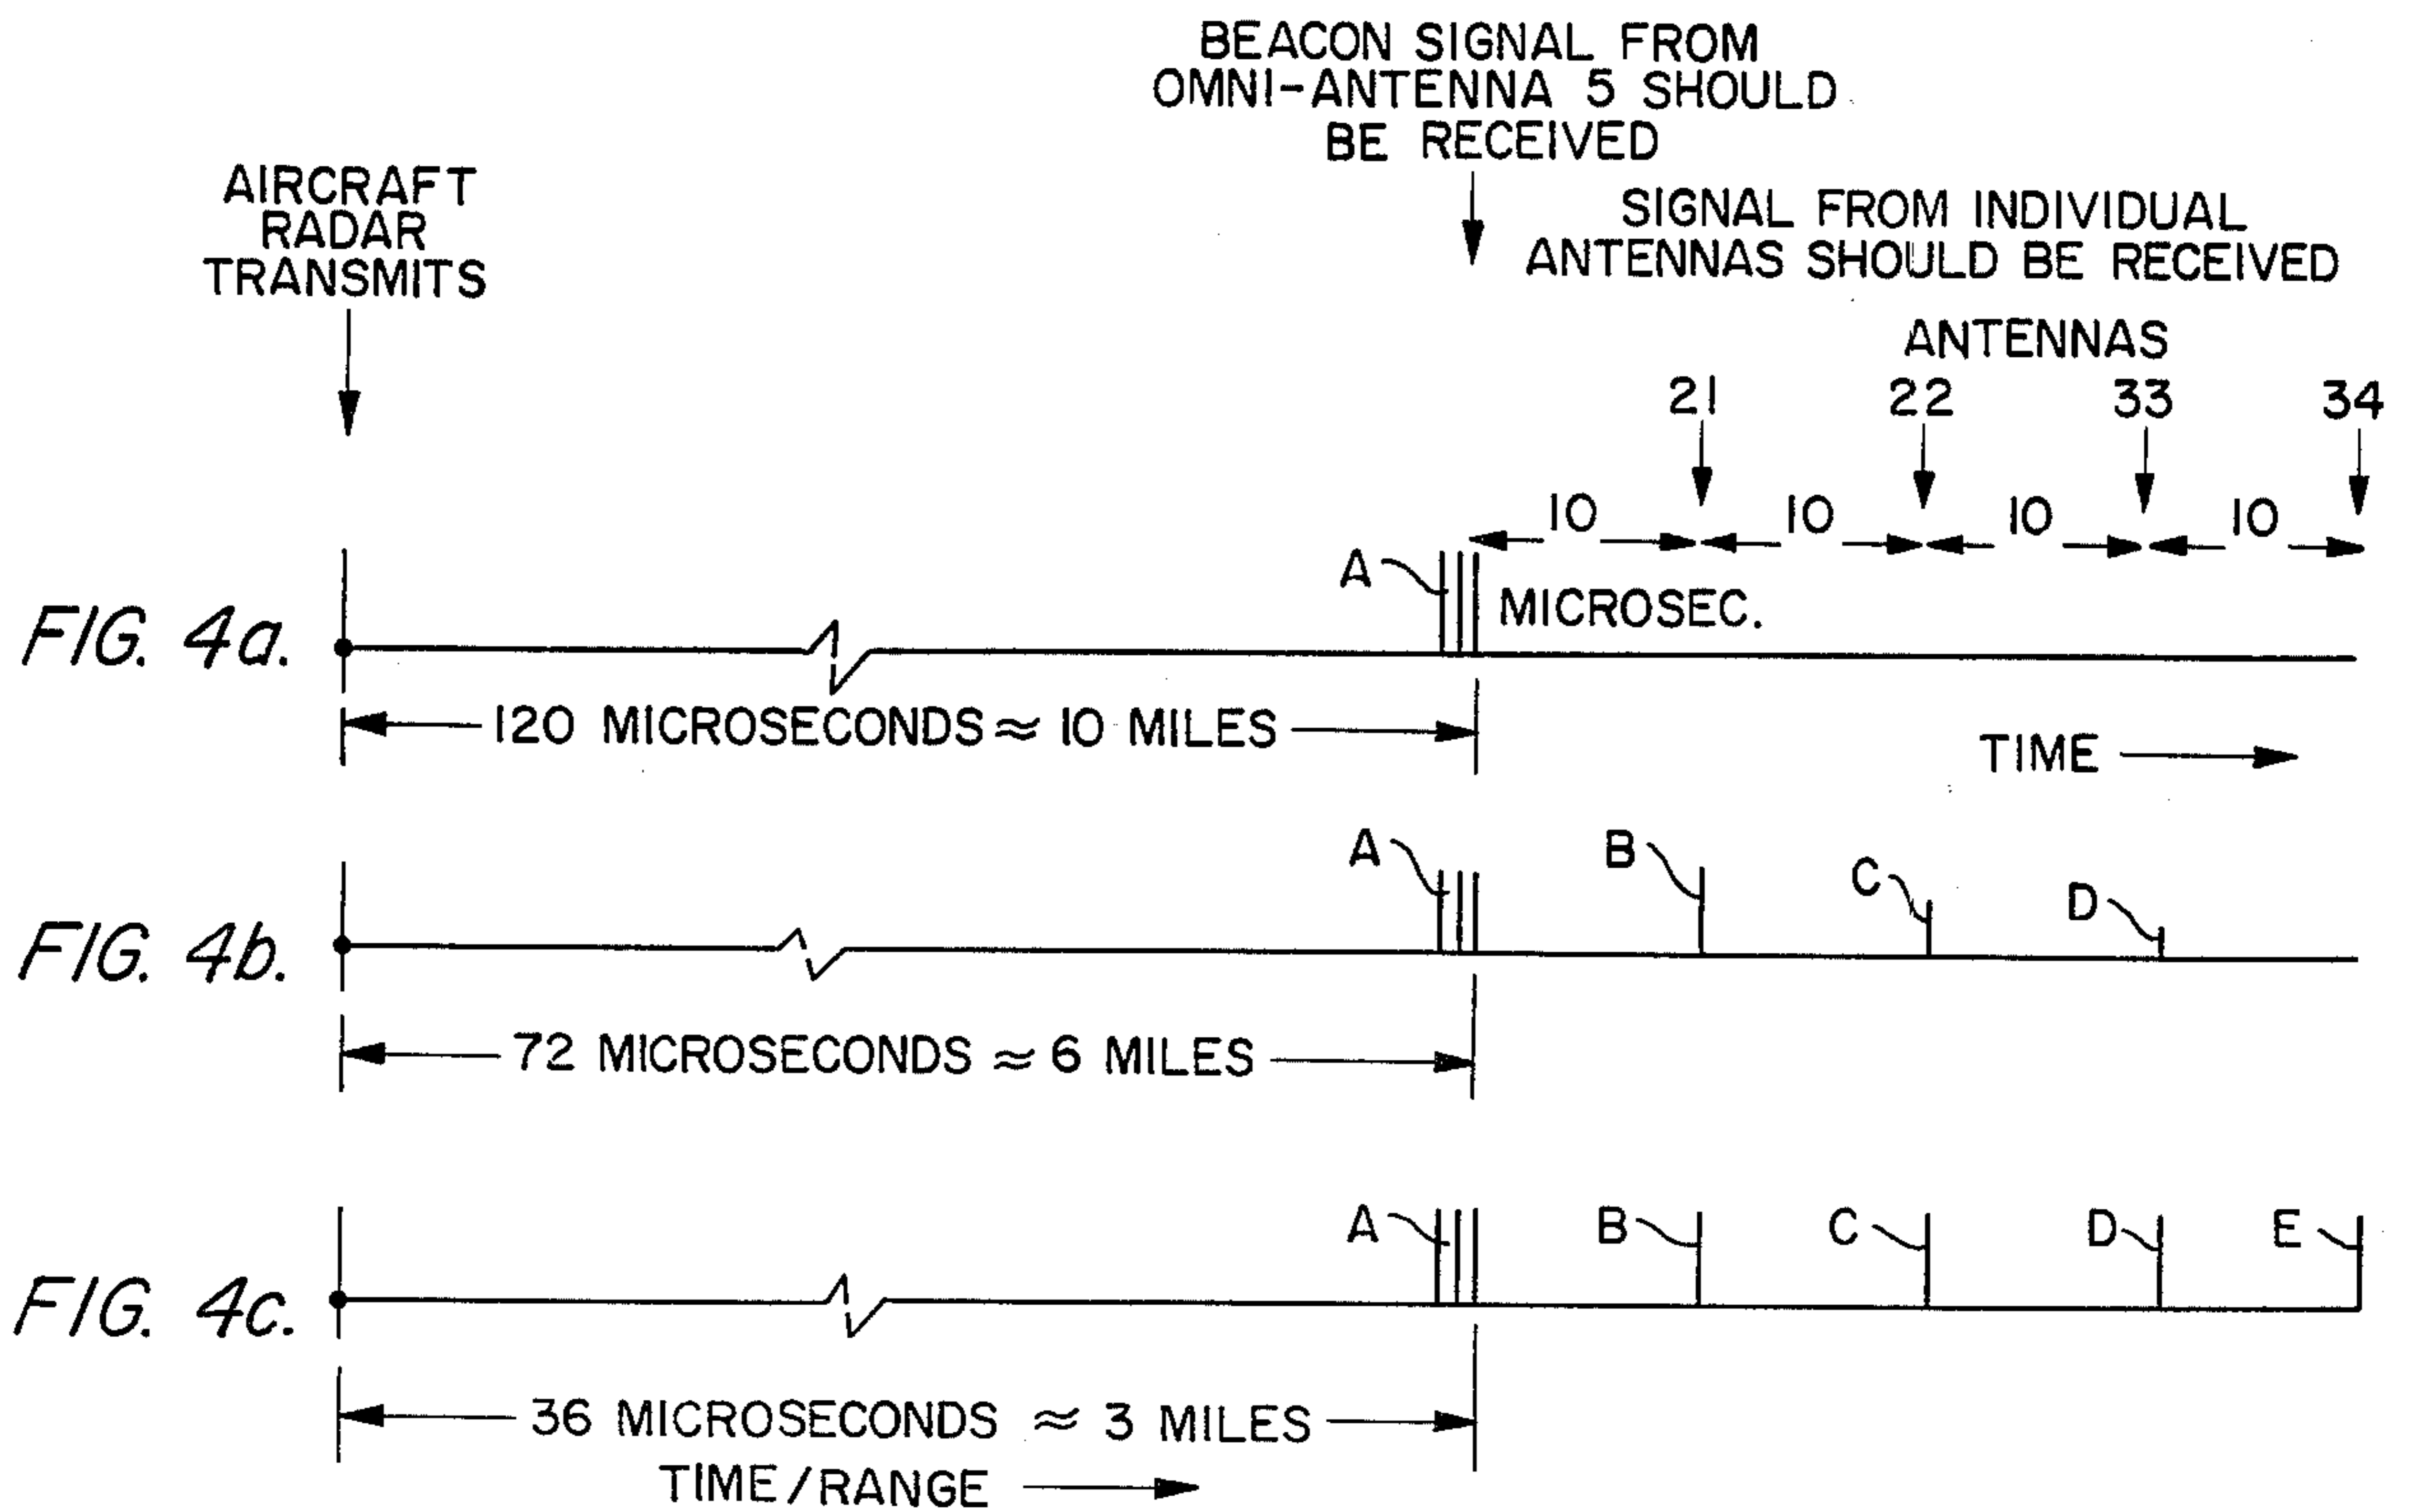 BEACON SIGNAL FROM
OMNI-ANTENNA 5 SHOULD
BE RECEIVED
AIRCRAFT
RADAR
TRANSMITS
SIGNAL FROM INDIVIDUAL
ANTENNAS SHOULD BE RECEIVED
ANTENNAS
21 22 33 34
10 10 10 10
A
MICROSEC.
FIG. 4a.
120 MICROSECONDS ≈ 10 MILES
TIME
A B C D
FIG. 4b.
72 MICROSECONDS ≈ 6 MILES
A B C D E
FIG. 4c.
36 MICROSECONDS ≈ 3 MILES
TIME/RANGE